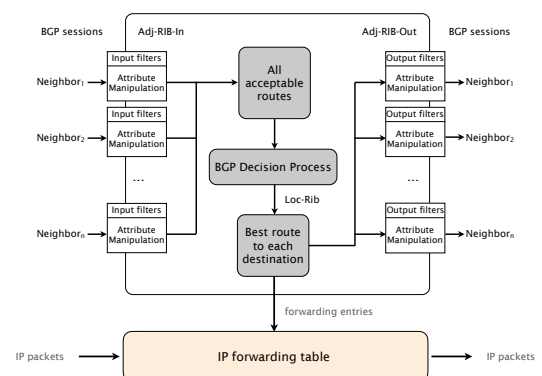 BGP sessions
Adj-RIB-In
Adj-RIB-Out
BGP sessions
Input filters
Attribute
Manipulation
Neighbor₁
Input filters
Attribute
Manipulation
Neighbor₂
...
Input filters
Attribute
Manipulation
Neighborₙ
All
acceptable
routes
BGP Decision Process
Loc-Rib
Best route
to each
destination
Output filters
Attribute
Manipulation
Neighbor₁
Output filters
Attribute
Manipulation
Neighbor₂
...
Output filters
Attribute
Manipulation
Neighborₙ
forwarding entries
IP packets
IP forwarding table
IP packets